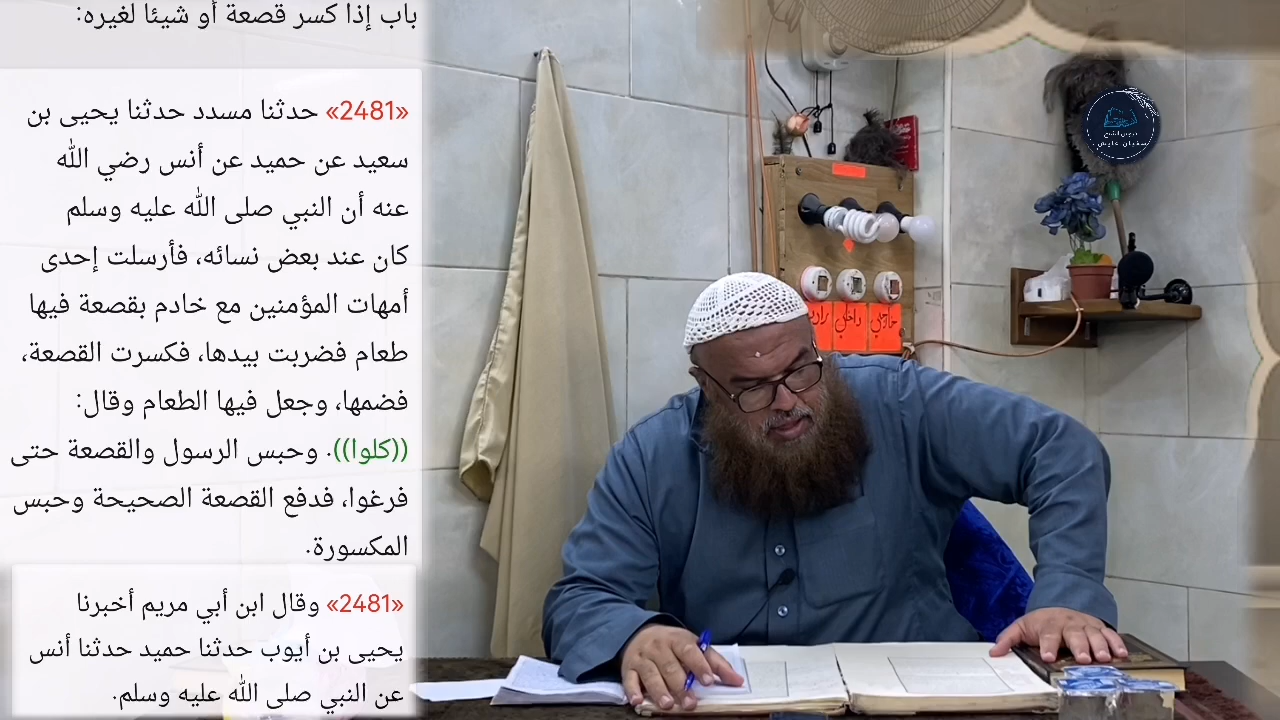 باب إذا كسر قصعة أو شيئا لغيره:
«2481» حدثنا مسدد حدثنا يحيى بن
سعيد عن حميد عن أنس رضي الله
عنه أن النبي صلى الله عليه وسلم
كان عند بعض نسائه، فأرسلت إحدى
أمهات المؤمنين مع خادم بقصعة فيها
طعام فضربت بيدها، فكسرت القصعة،
فضمها، وجعل فيها الطعام وقال:
((كلوا)). وحبس الرسول والقصعة حتى
فرغوا، فدفع القصعة الصحيحة وحبس
المكسورة.
«2481» وقال ابن أبي مريم أخبرنا
يحيى بن أيوب حدثنا حميد حدثنا أنس
عن النبي صلى الله عليه وسلم.
سفيان عايش
خارجي
داخلي